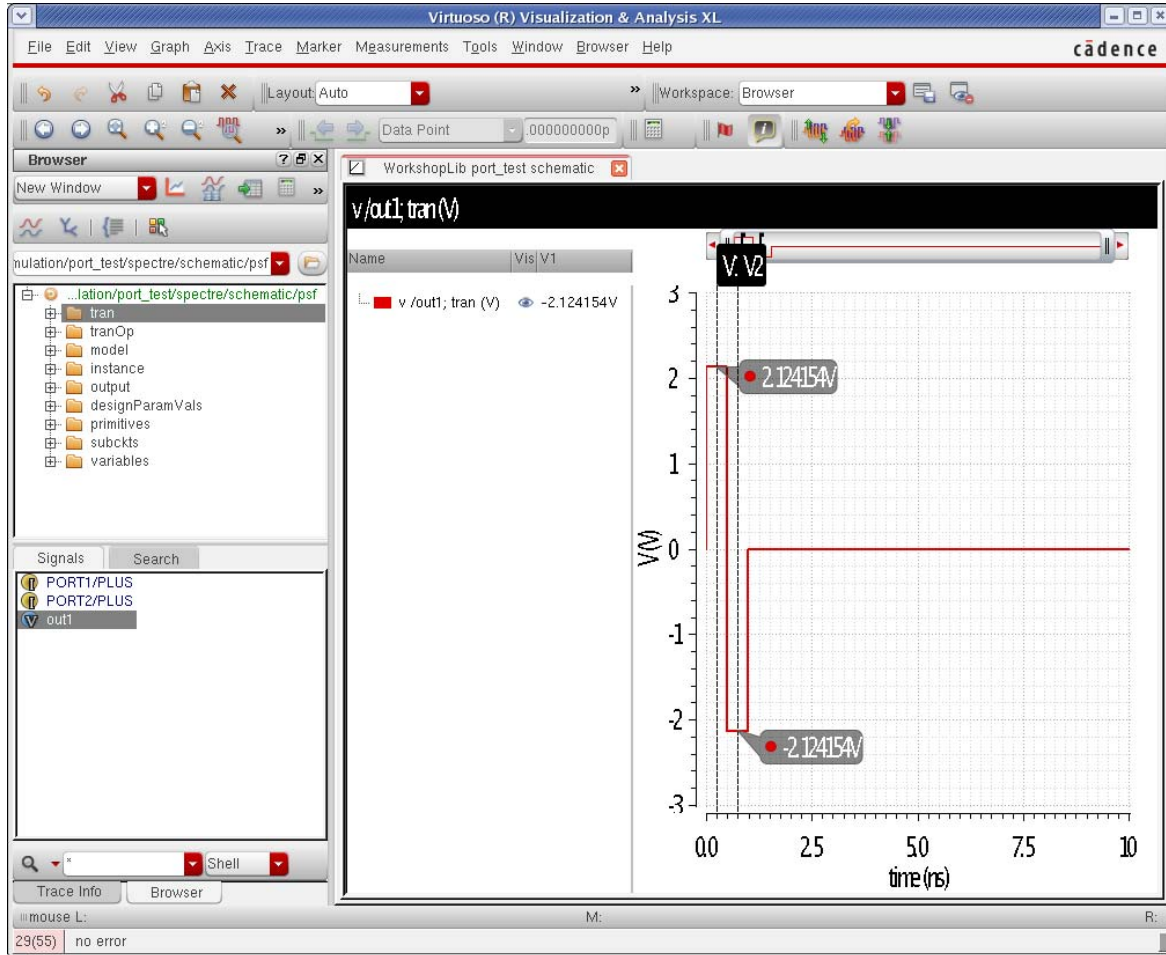 Virtuoso (R) Visualization & Analysis XL
File Edit View Graph Axis Trace Marker Measurements Tools Window Browser Help cādence
Layout: Auto » Workspace: Browser
» Data Point .000000000p
Browser
WorkshopLib port_test schematic
New Window »
v /out1; tran (V)
nulation/port_test/spectre/schematic/psf
Name Vis V1
...lation/port_test/spectre/schematic/psf
tran
tranOp
model
instance
output
designParamVals
primitives
subckts
variables
v /out1; tran (V) -2.124154V
V. V2
3
2
1
0
-1
-2
-3
V (V)
2.124154V
-2.124154V
0.0 2.5 5.0 7.5 10
time (ns)
Signals Search
PORT1/PLUS
PORT2/PLUS
out1
* Shell
Trace Info Browser
mouse L: M: R:
29(55) no error